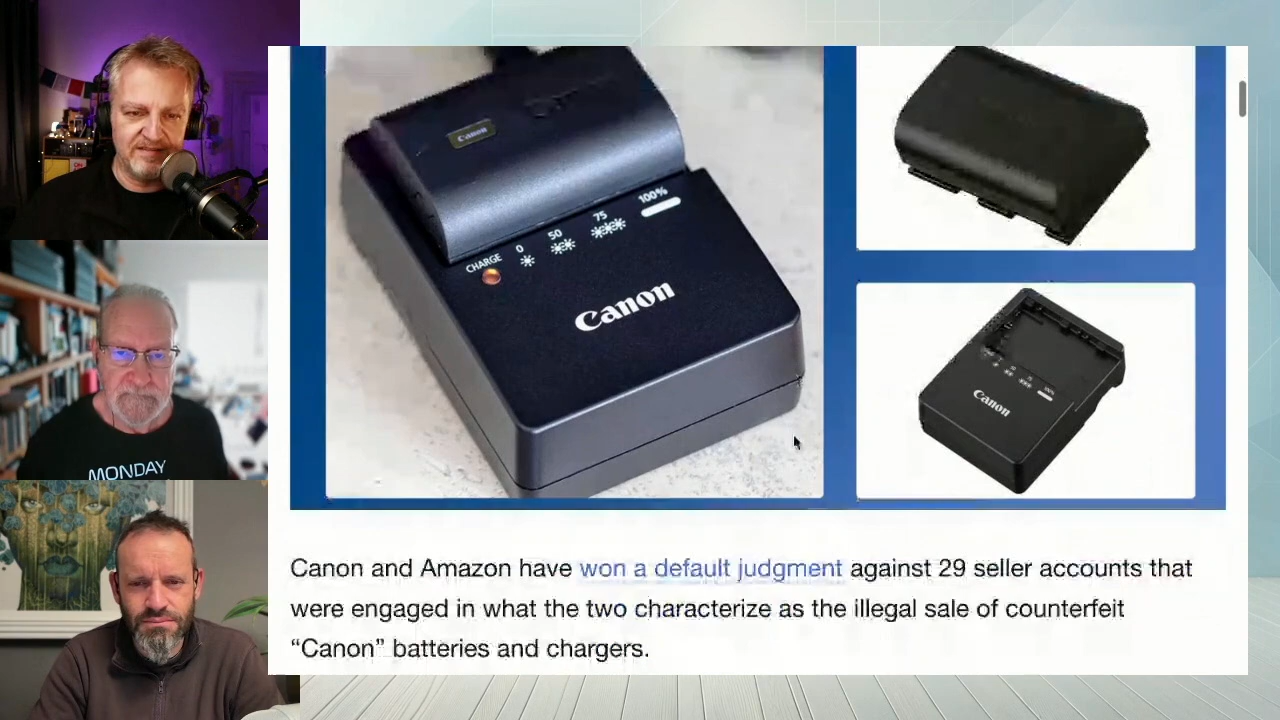 Canon
CHARGE
0
50
75
100%
Canon
Canon
MONDAY
Canon and Amazon have won a default judgment against 29 seller accounts that
were engaged in what the two characterize as the illegal sale of counterfeit
“Canon” batteries and chargers.